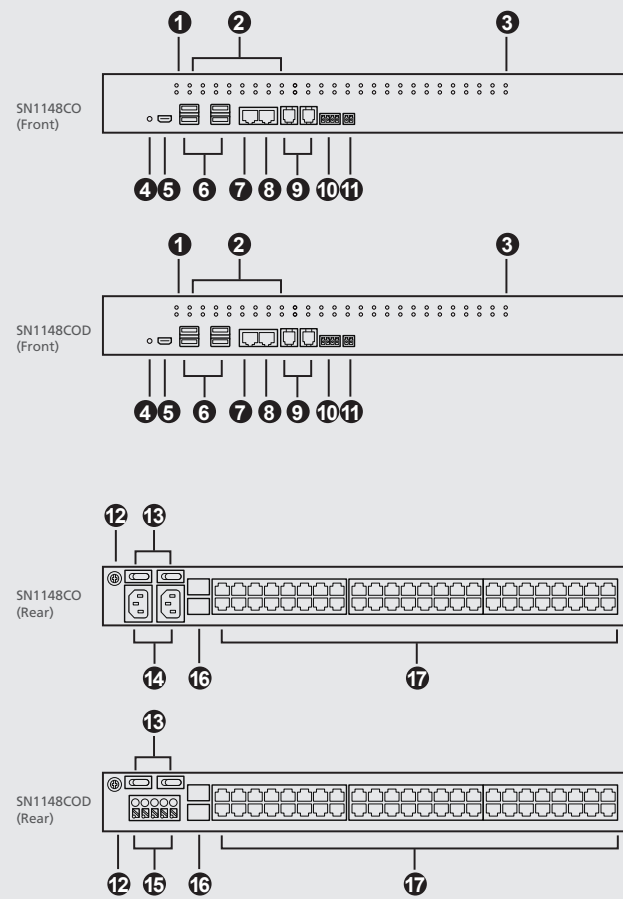 1 2 3
SN1148CO
(Front)
4 5 6 7 8 9 10 11
1 2 3
SN1148COD
(Front)
4 5 6 7 8 9 10 11
12 13
SN1148CO
(Rear)
14 16 17
13
SN1148COD
(Rear)
12 15 16 17